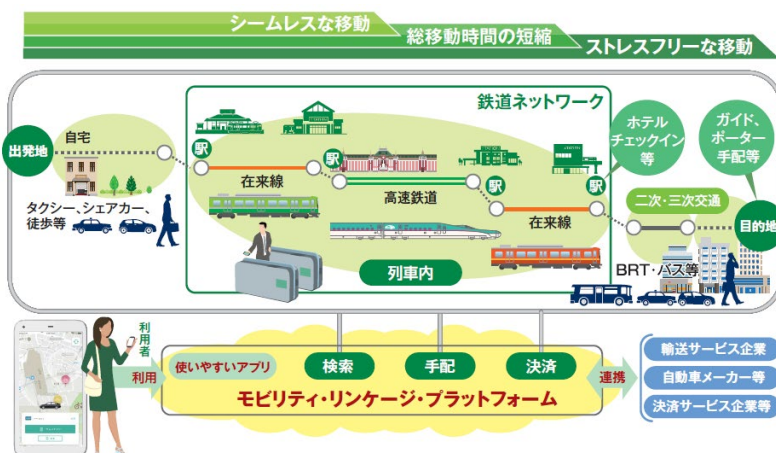 シームレスな移動
総移動時間の短縮
ストレスフリーな移動
鉄道ネットワーク
出発地
自宅
タクシー、シェアカー、
徒歩等
駅
在来線
駅
高速鉄道
駅
在来線
駅
列車内
ホテル
チェックイン
等
ガイド、
ポーター
手配等
二次・三次交通
目的地
BRT・バス等
利用者
利用
使いやすいアプリ
検索
手配
決済
モビリティ・リンケージ・プラットフォーム
連携
輸送サービス企業
自動車メーカー等
決済サービス企業等